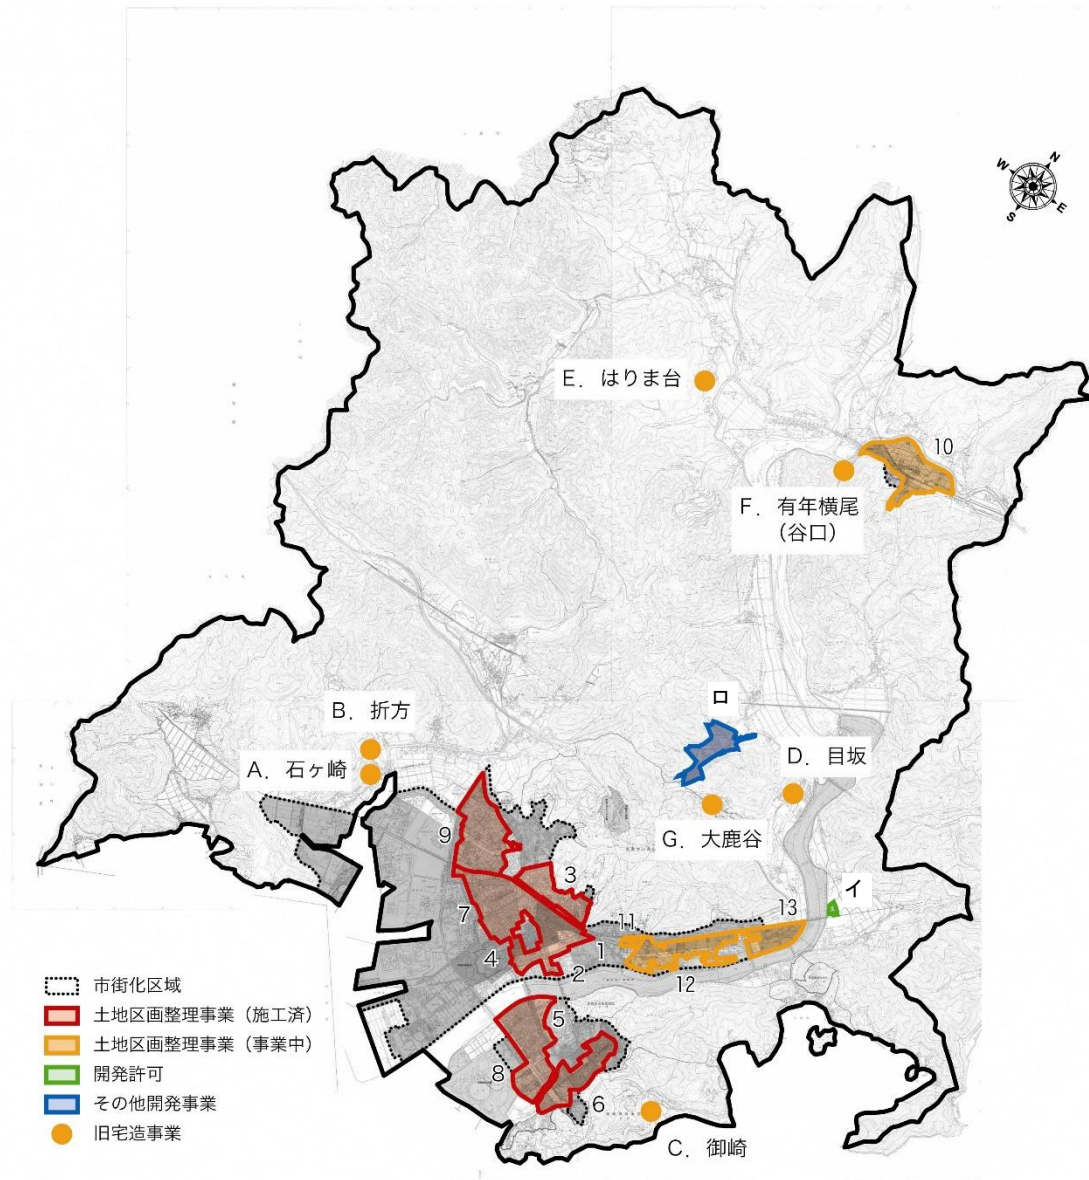 N
W
E
S
E. はりま台
10
F. 有年横尾
(谷口)
ロ
B. 折方
D. 目坂
A. 石ヶ崎
G. 大鹿谷
9
3
イ
7
11
13
1
4
2
12
5
8
6
C. 御崎
市街化区域
土地区画整理事業(施工済)
土地区画整理事業(事業中)
開発許可
その他開発事業
旧宅造事業